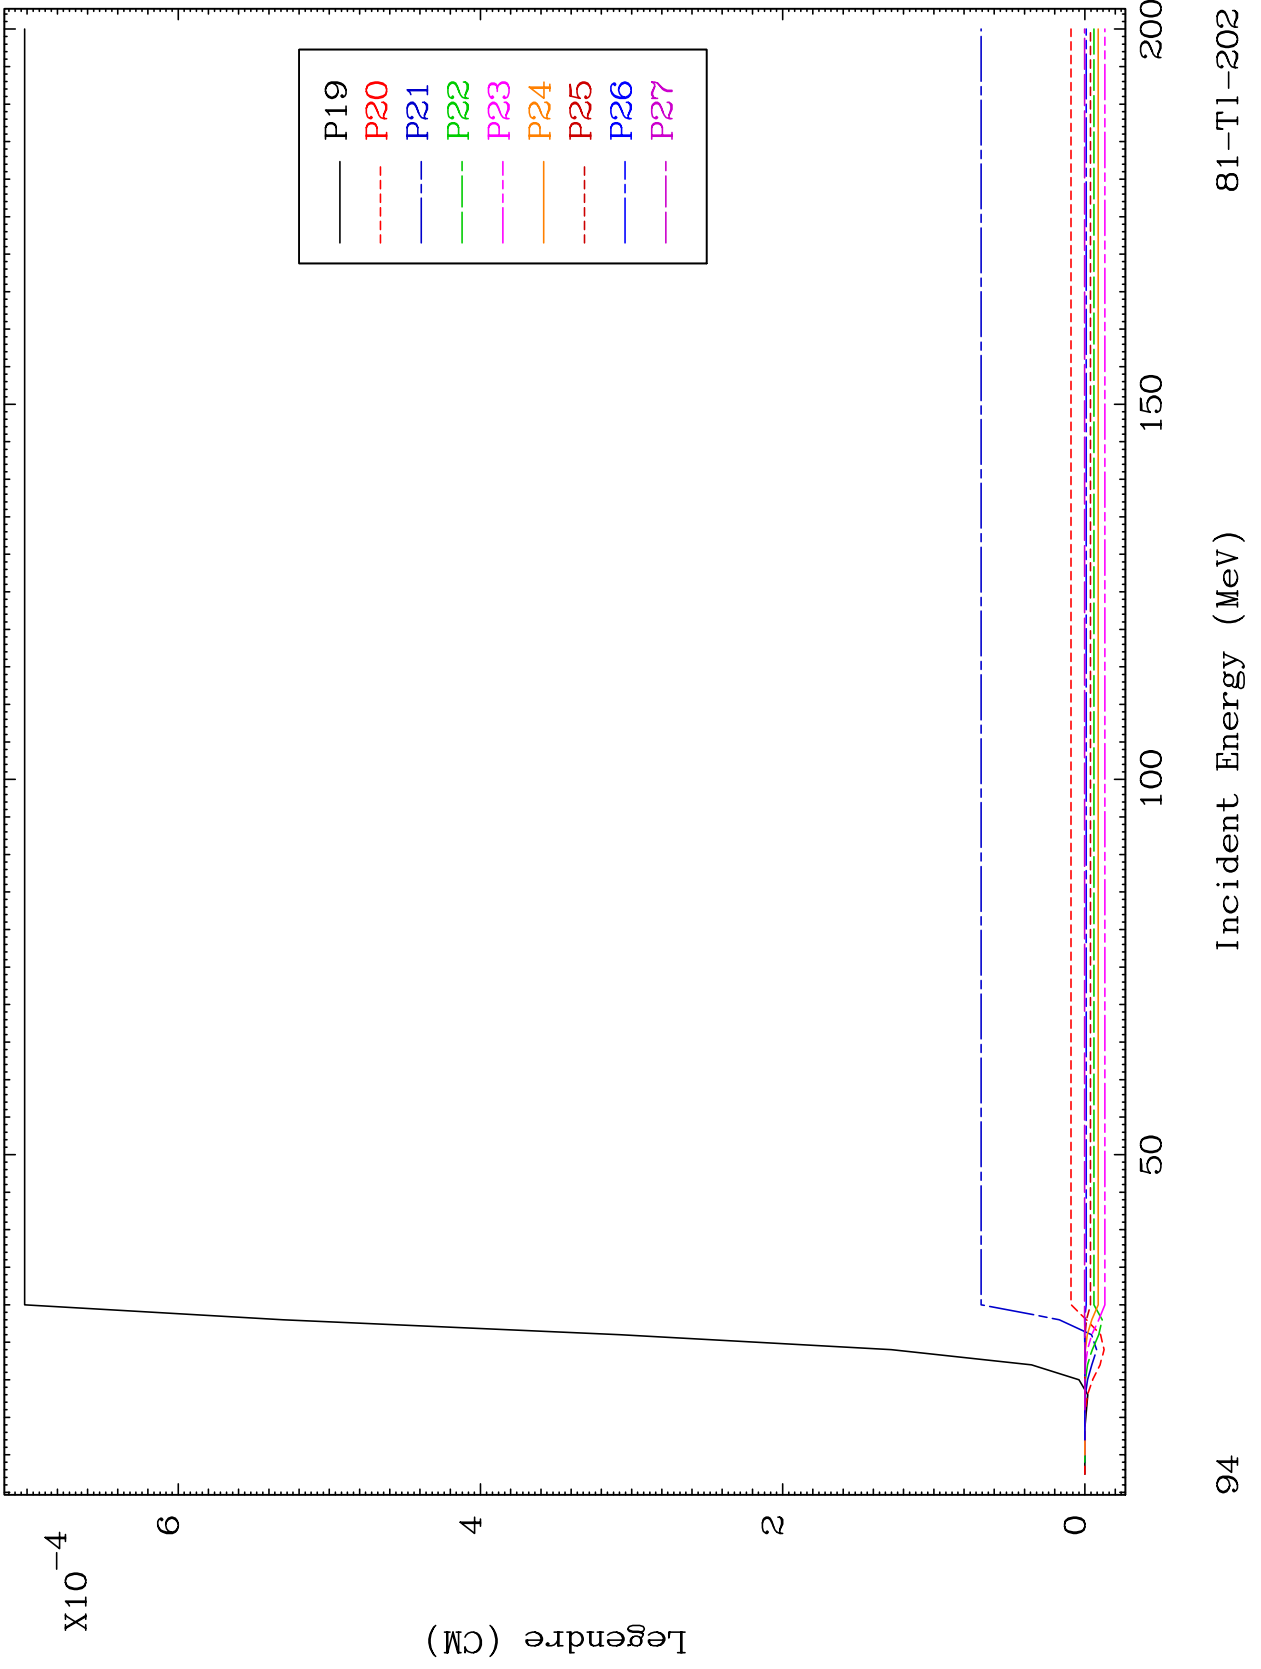 X10
-4
6
4
2
0
Legendre (CM)
P19
P20
P21
P22
P23
P24
P25
P26
P27
50
100
150
200
Incident Energy (MeV)
94
81-Tl-202